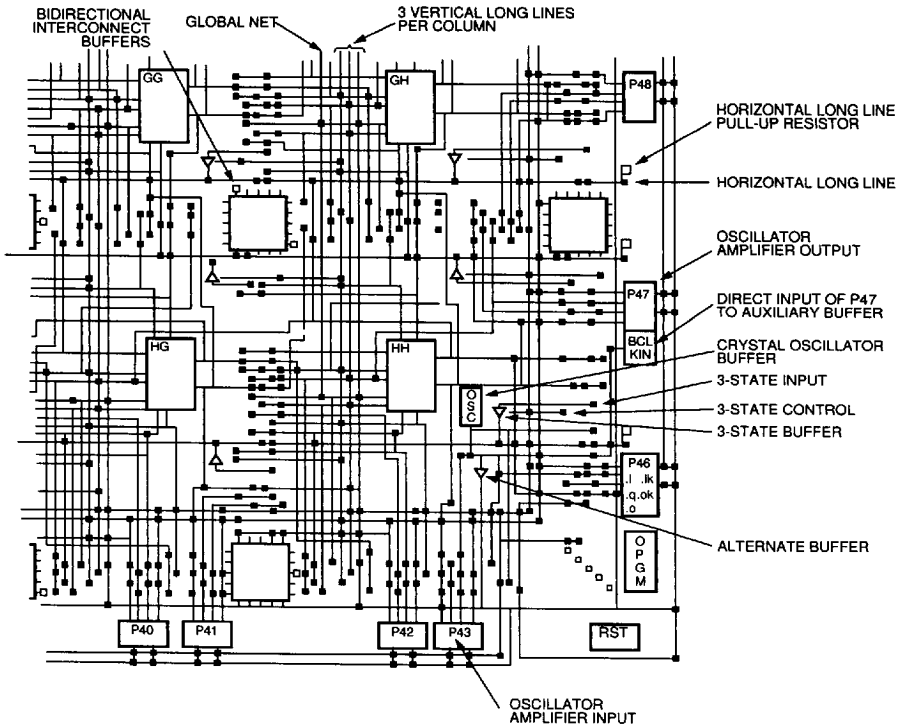 BIDIRECTIONAL
INTERCONNECT
BUFFERS
GLOBAL NET
3 VERTICAL LONG LINES
PER COLUMN
GG
GH
P48
HORIZONTAL LONG LINE
PULL-UP RESISTOR
HORIZONTAL LONG LINE
OSCILLATOR
AMPLIFIER OUTPUT
P47
DIRECT INPUT OF P47
TO AUXILIARY BUFFER
BCL
KIN
HG
HH
CRYSTAL OSCILLATOR
BUFFER
OSC
3-STATE INPUT
3-STATE CONTROL
3-STATE BUFFER
P46
.i .lk
.q.ok
.o
ALTERNATE BUFFER
OPGM
P40
P41
P42
P43
RST
OSCILLATOR
AMPLIFIER INPUT